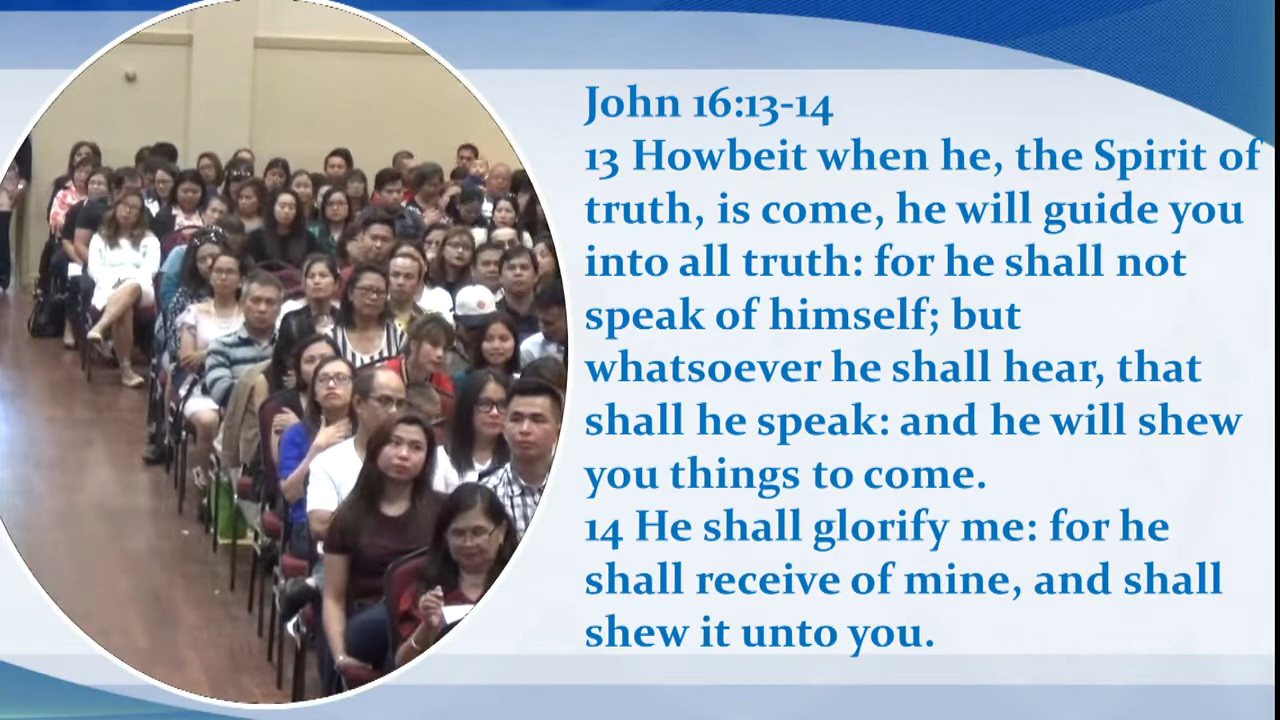 John 16:13-14
13 Howbeit when he, the Spirit of
truth, is come, he will guide you
into all truth: for he shall not
speak of himself; but
whatsoever he shall hear, that
shall he speak: and he will shew
you things to come.
14 He shall glorify me: for he
shall receive of mine, and shall
shew it unto you.